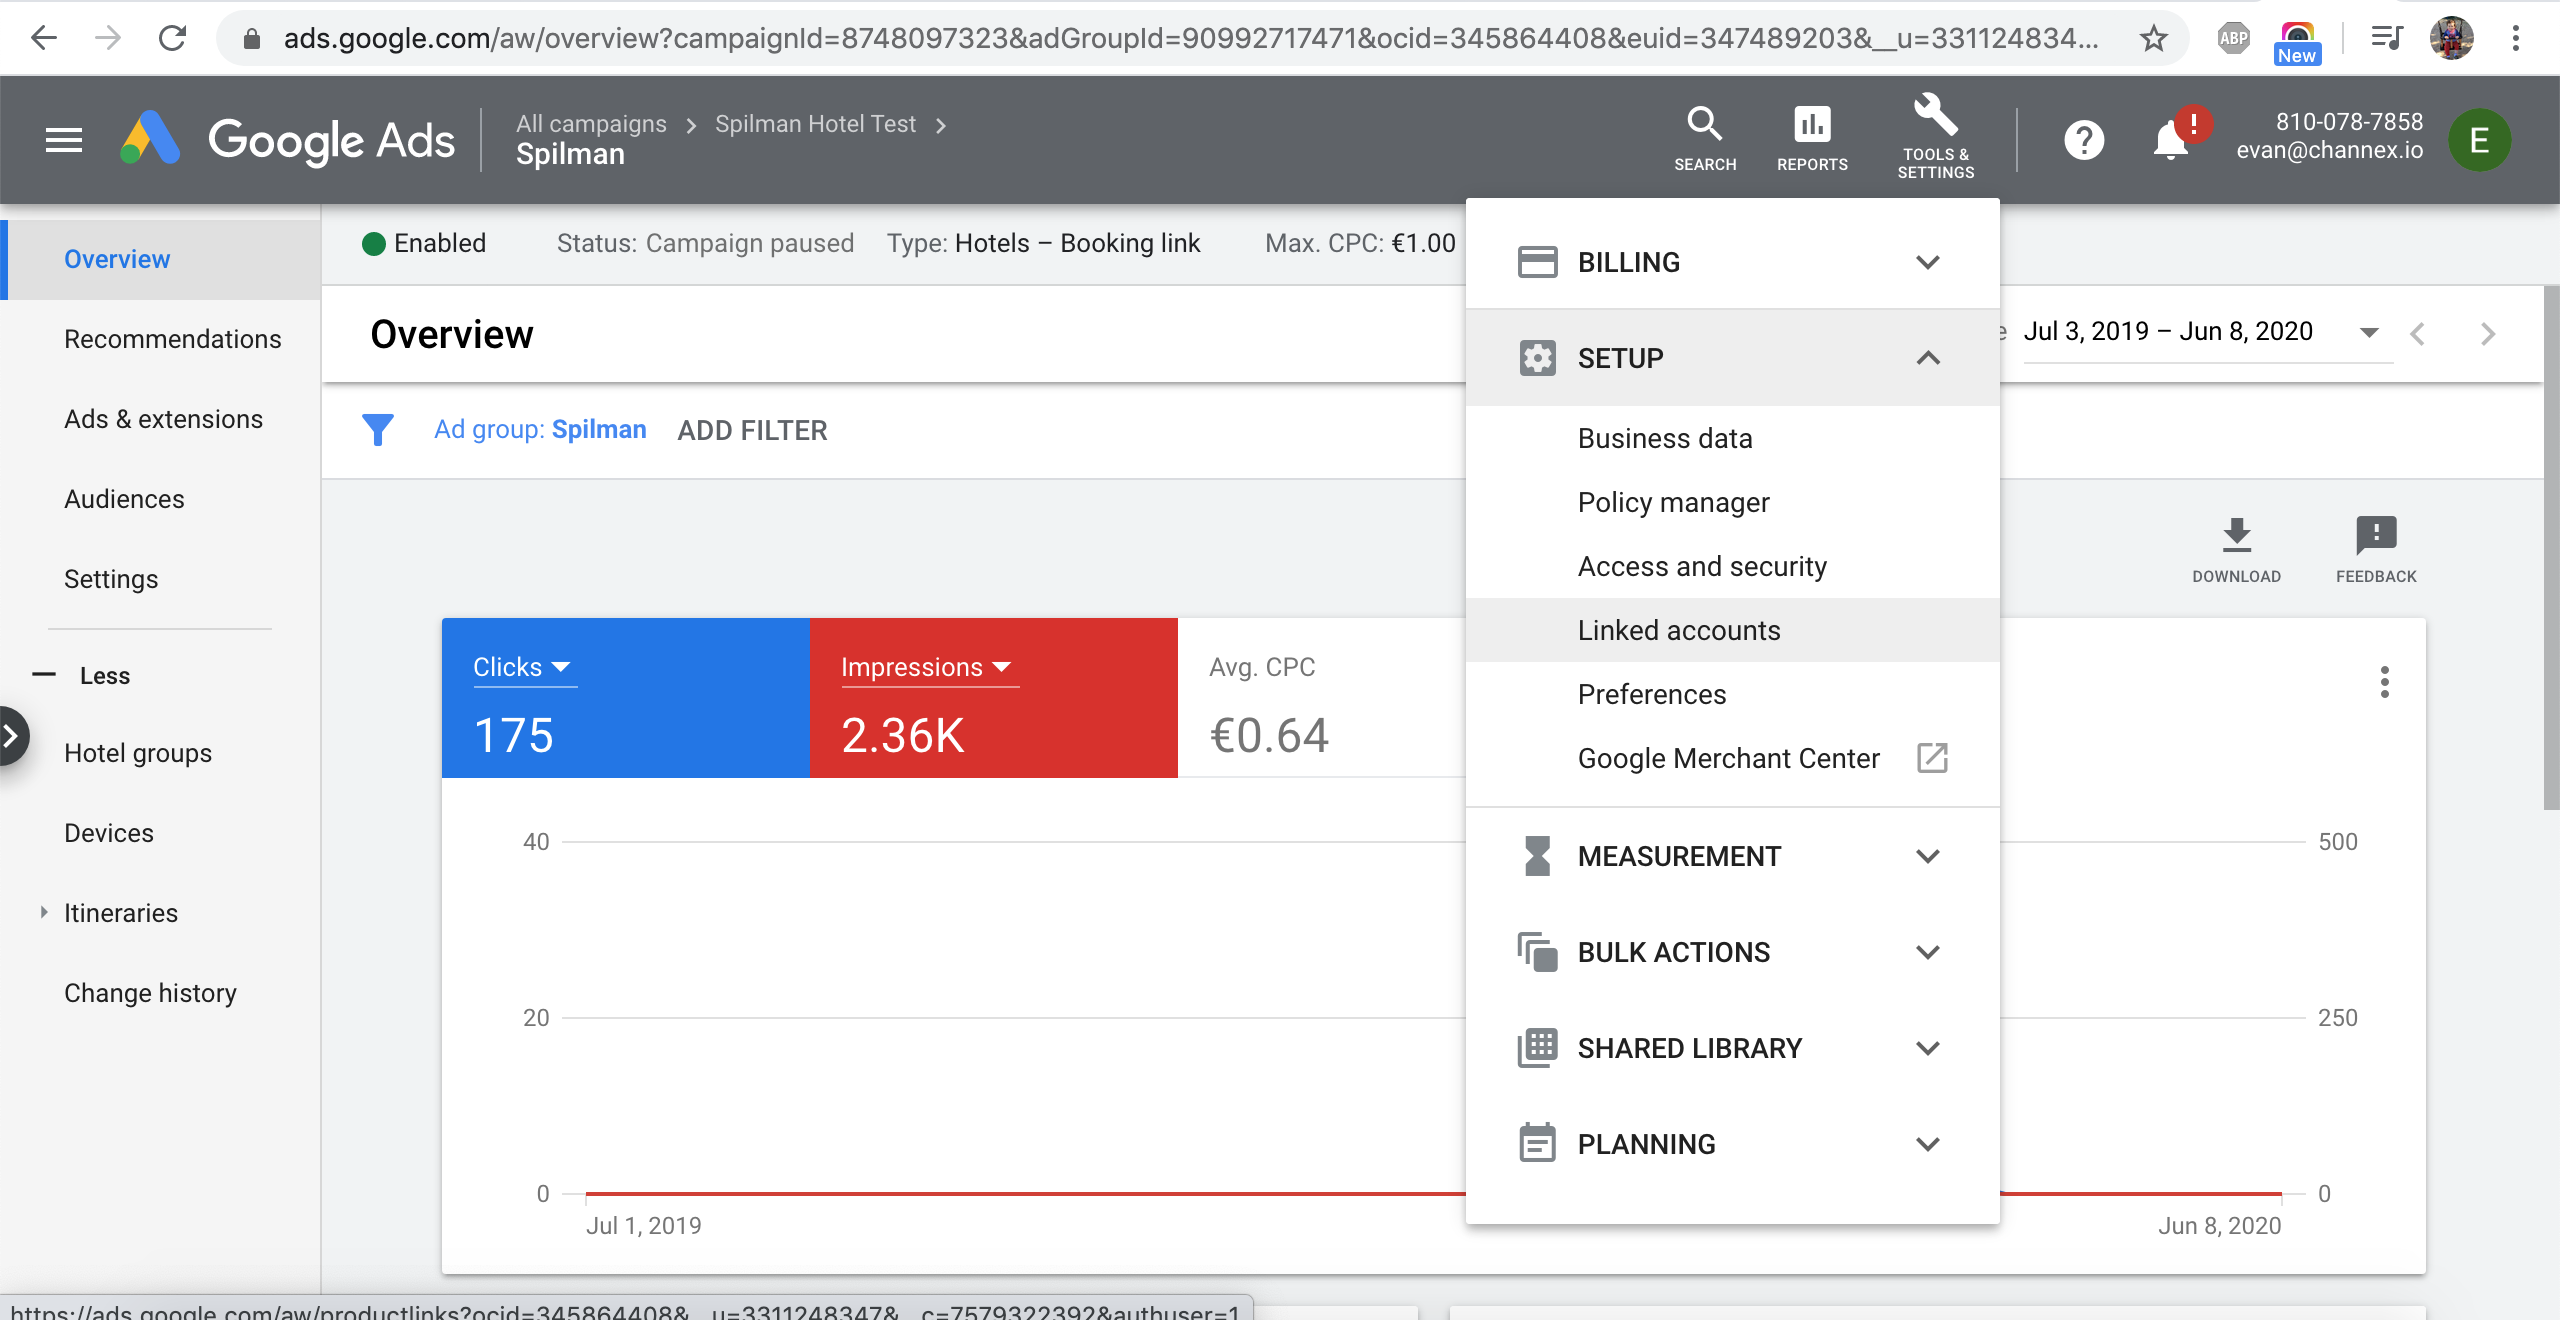 ads.google.com/aw/overview?campaignId=8748097323&adGroupId=90992717471&ocid=345864408&euid=347489203&__u=331124834...
ABP
New
Google Ads
All campaigns > Spilman Hotel Test >
Spilman
SEARCH
REPORTS
TOOLS &
SETTINGS
810-078-7858
evan@channex.io
E
Overview
Recommendations
Ads & extensions
Audiences
Settings
Less
Hotel groups
Devices
Itineraries
Change history
Enabled
Status: Campaign paused
Type: Hotels – Booking link
Max. CPC: €1.00
Overview
Jul 3, 2019 – Jun 8, 2020
Ad group: Spilman
ADD FILTER
BILLING
SETUP
Business data
Policy manager
Access and security
Linked accounts
Preferences
Google Merchant Center
MEASUREMENT
BULK ACTIONS
SHARED LIBRARY
PLANNING
DOWNLOAD
FEEDBACK
Clicks
175
Impressions
2.36K
Avg. CPC
€0.64
40
20
0
500
250
0
Jul 1, 2019
Jun 8, 2020
https://ads.google.com/aw/productlinks?ocid=345864408&__u=3311248347&__c=7579322392&authuser=1